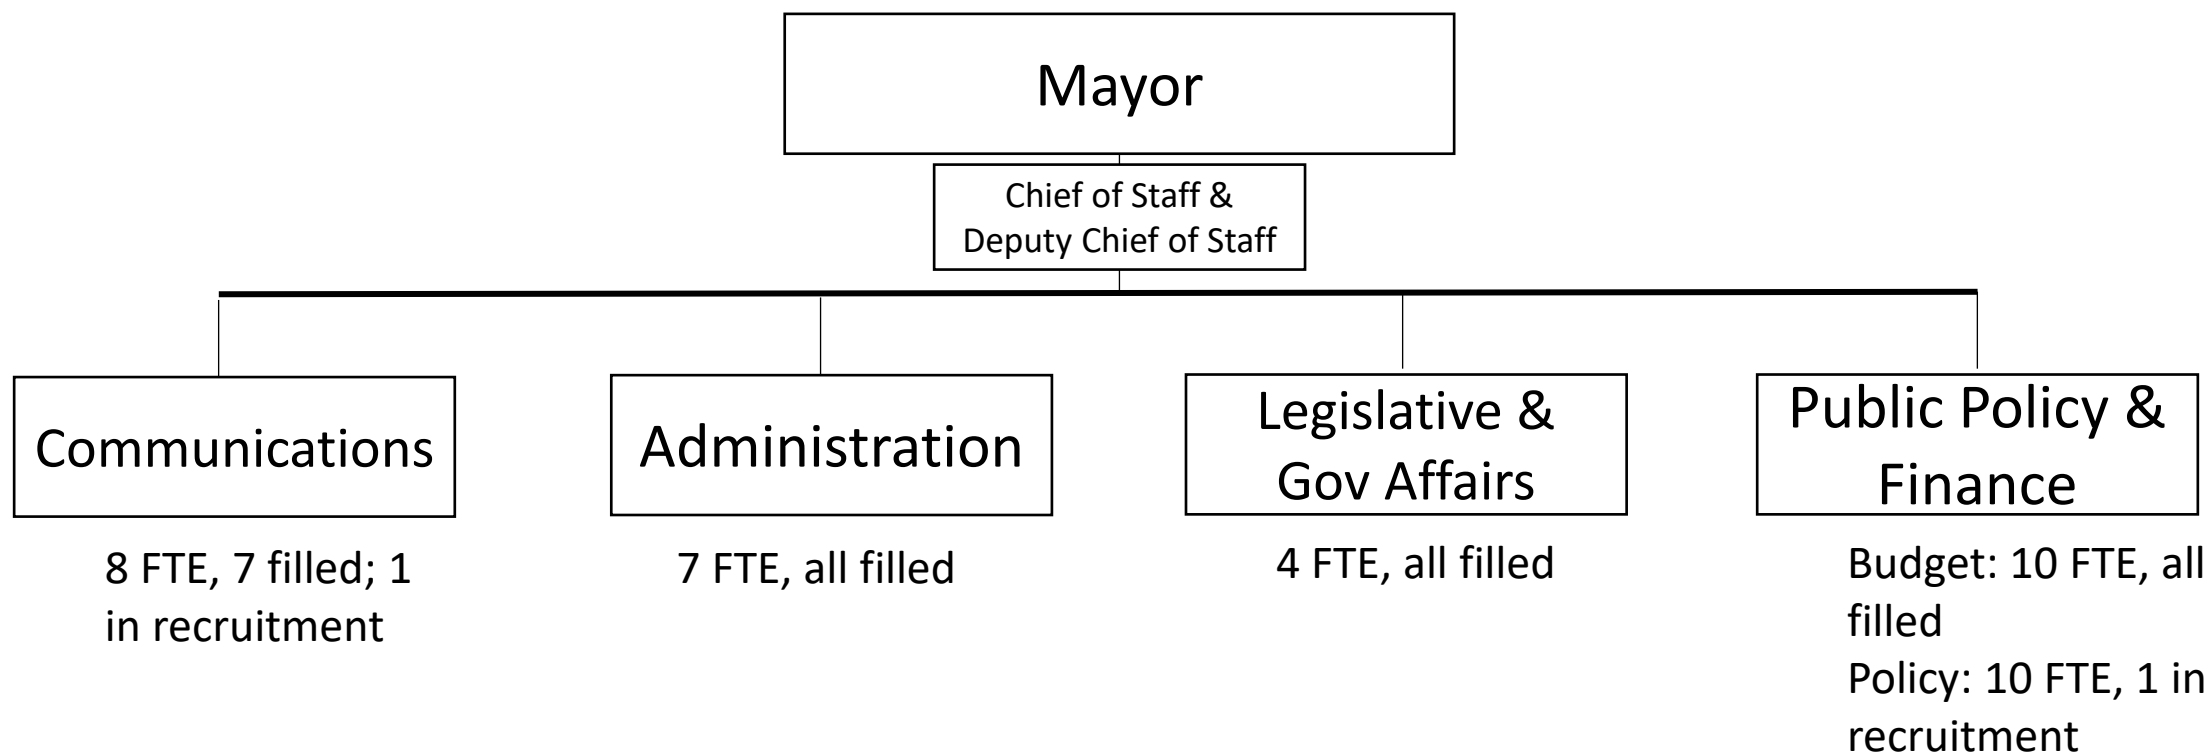 Mayor
Chief of Staff &
Deputy Chief of Staff
Communications
8 FTE, 7 filled; 1
in recruitment
Administration
7 FTE, all filled
Legislative &
Gov Affairs
4 FTE, all filled
Public Policy &
Finance
Budget: 10 FTE, all
filled
Policy: 10 FTE, 1 in
recruitment